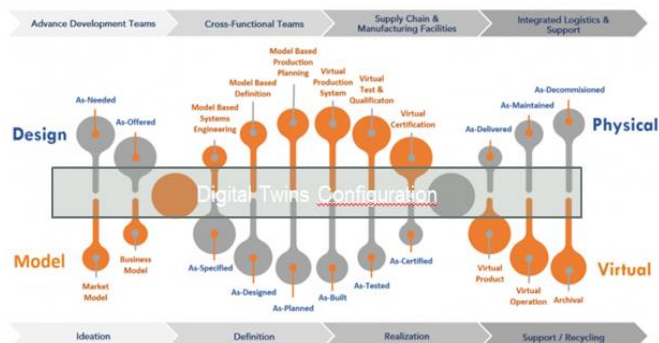 Advance Development Teams
Cross-Functional Teams
Supply Chain &
Manufacturing Facilities
Integrated Logistics &
Support
Design
As-Needed
As-Offered
Model Based
Systems
Engineering
Model Based
Definition
Model Based
Production
Planning
Virtual
Production
System
Virtual
Test &
Qualificaton
Virtual
Certification
As-Delivered
As-Maintained
As-Decommisioned
Physical
Digital Twins Configuration
Model
Market
Model
Business
Model
As-Specified
As-Designed
As-Planned
As-Built
As-Tested
As-Certified
Virtual
Product
Virtual
Operation
Archival
Virtual
Ideation
Definition
Realization
Support / Recycling